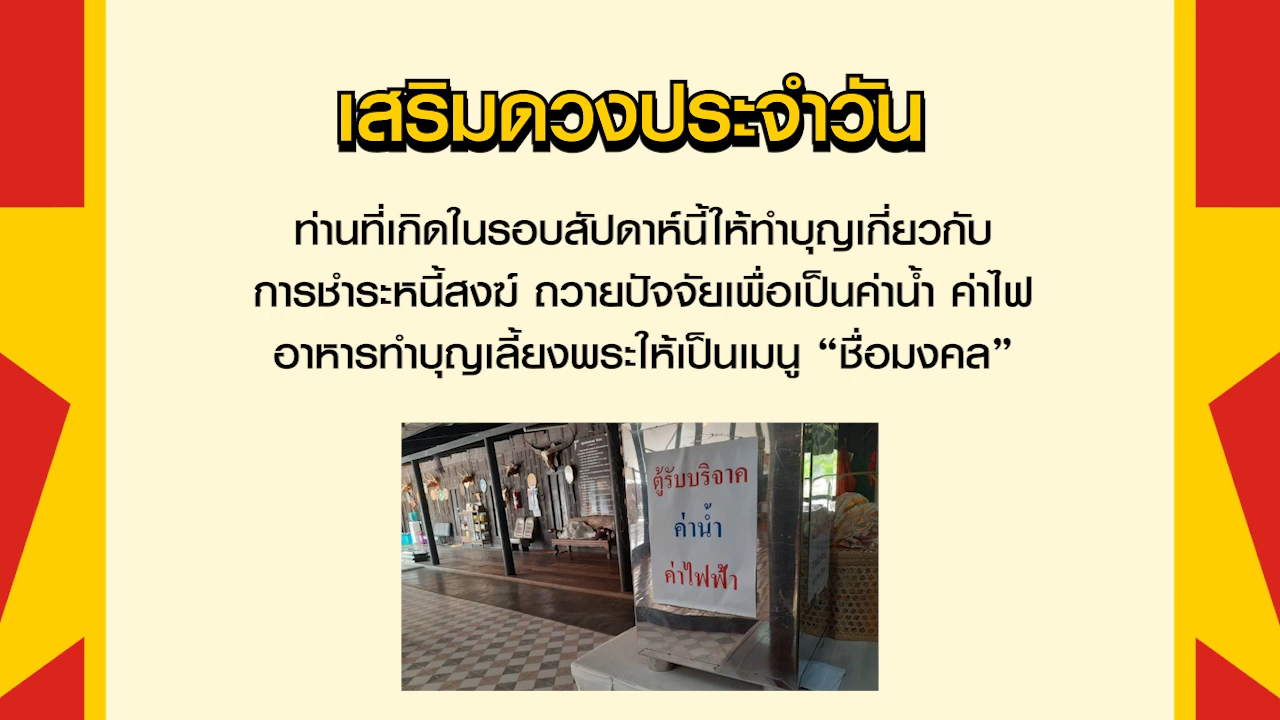 เสริมดวงประจำวัน
ท่านที่เกิดในรอบสัปดาห์นี้ให้ทำบุญเกี่ยวกับ
การชำระหนี้สงฆ์ ถวายปัจจัยเพื่อเป็นค่าน้ำ ค่าไฟ
อาหารทำบุญเลี้ยงพระให้เป็นเมนู “ชื่อมงคล”
ตู้รับบริจาค
ค่าน้ำ
ค่าไฟฟ้า